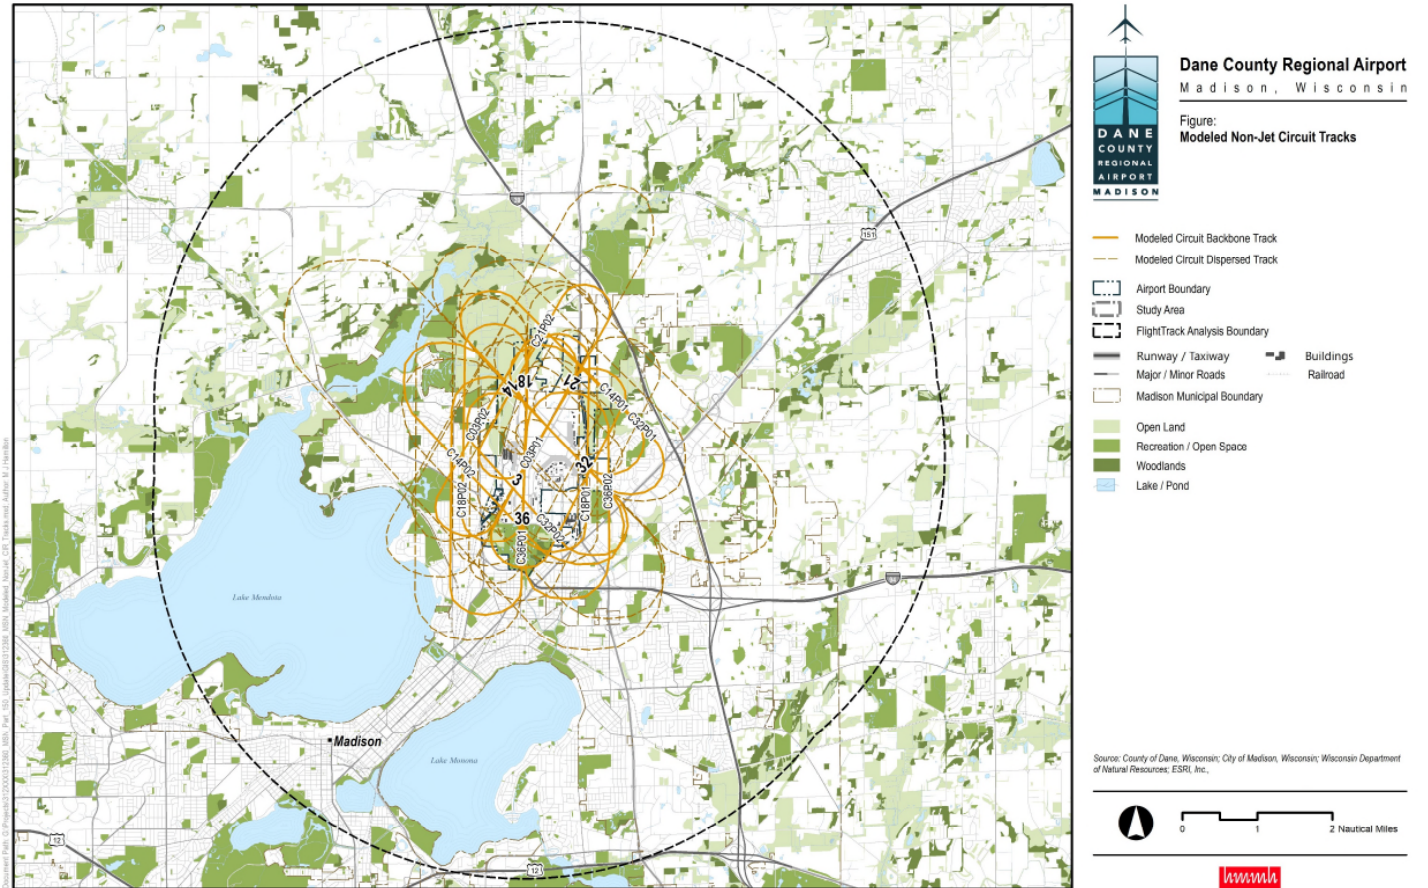 Dane County Regional Airport
Madison, Wisconsin
Figure:
Modeled Non-Jet Circuit Tracks
DANE
COUNTY
REGIONAL
AIRPORT
MADISON
Modeled Circuit Backbone Track
Modeled Circuit Dispersed Track
Airport Boundary
Study Area
FlightTrack Analysis Boundary
Runway / Taxiway
Buildings
Major / Minor Roads
Railroad
Madison Municipal Boundary
Open Land
Recreation / Open Space
Woodlands
Lake / Pond
151
C21P02
18
14
21
C14P01
C32P01
C03P02
C03P01
C14P02
32
3
C18P02
C18P01
C36P02
36
C32P02
C36P01
Lake Mendota
Madison
Lake Monona
12
12
Source: County of Dane, Wisconsin; City of Madison, Wisconsin; Wisconsin Department
of Natural Resources; ESRI, Inc.,
0 1 2 Nautical Miles
hmmh